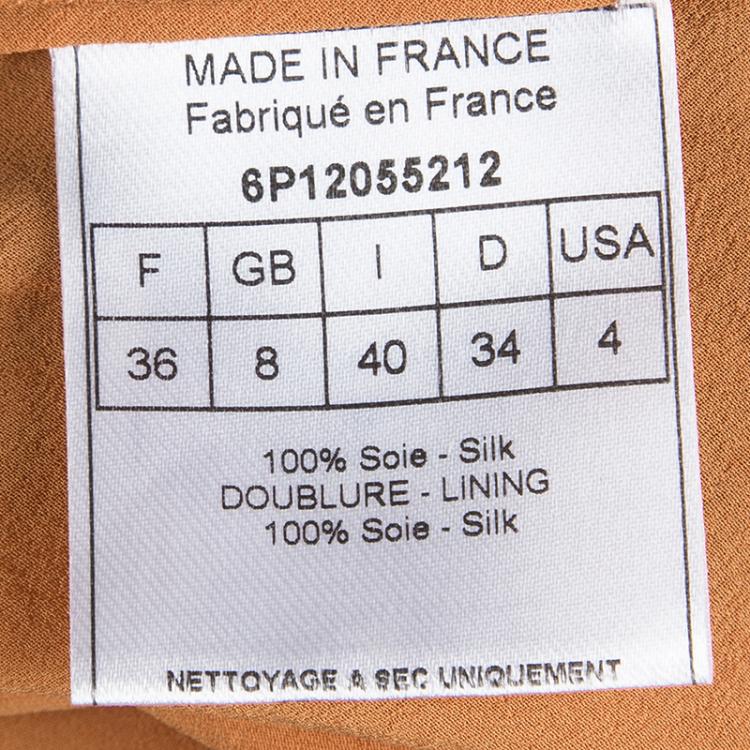 MADE IN FRANCE
Fabriqué en France
6P12055212
F GB I D USA
36 8 40 34 4
100% Soie - Silk
DOUBLURE - LINING
100% Soie - Silk
NETTOYAGE A SEC UNIQUEMENT